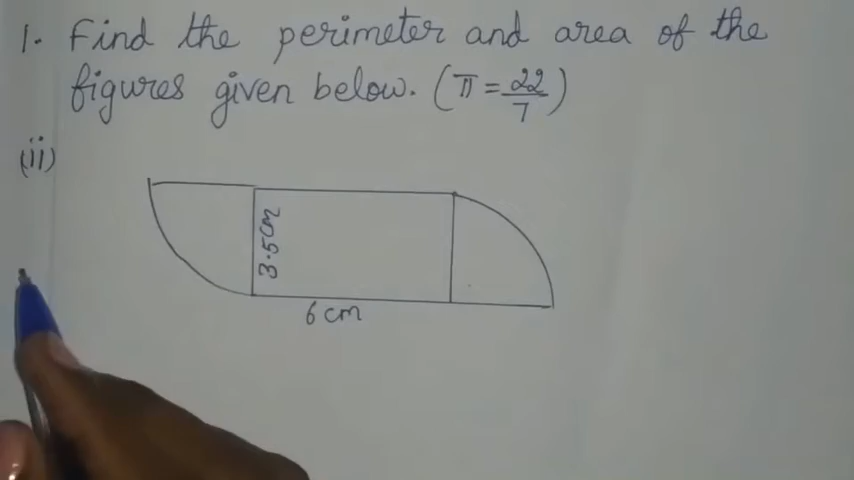 1. Find the perimeter and area of the
figures given below. (π = 22/7)
(ii)
3.5cm
6 cm